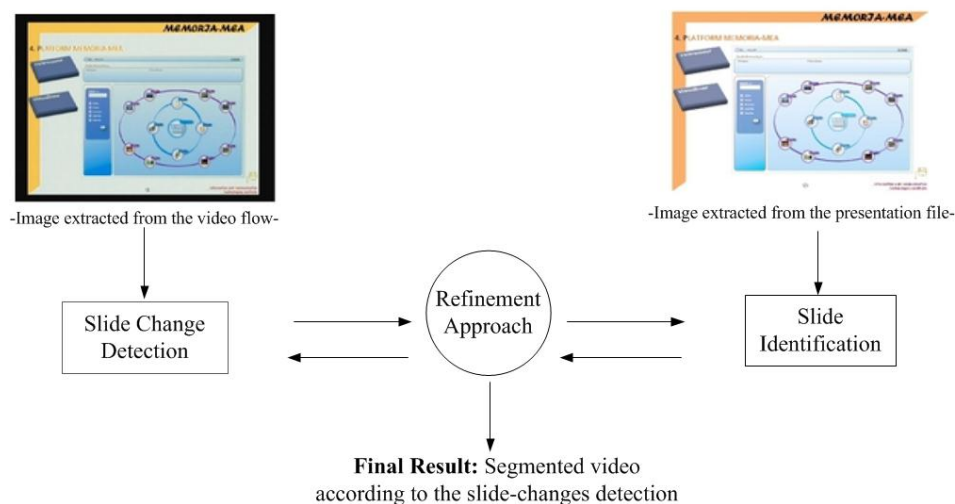 MEMORIA-MEA
4. PLATFORM MEMORIA-MEA
MEMORIA-MEA
4. PLATFORM MEMORIA-MEA
-Image extracted from the video flow-
-Image extracted from the presentation file-
Slide Change
Detection
Refinement
Approach
Slide
Identification
Final Result: Segmented video
according to the slide-changes detection